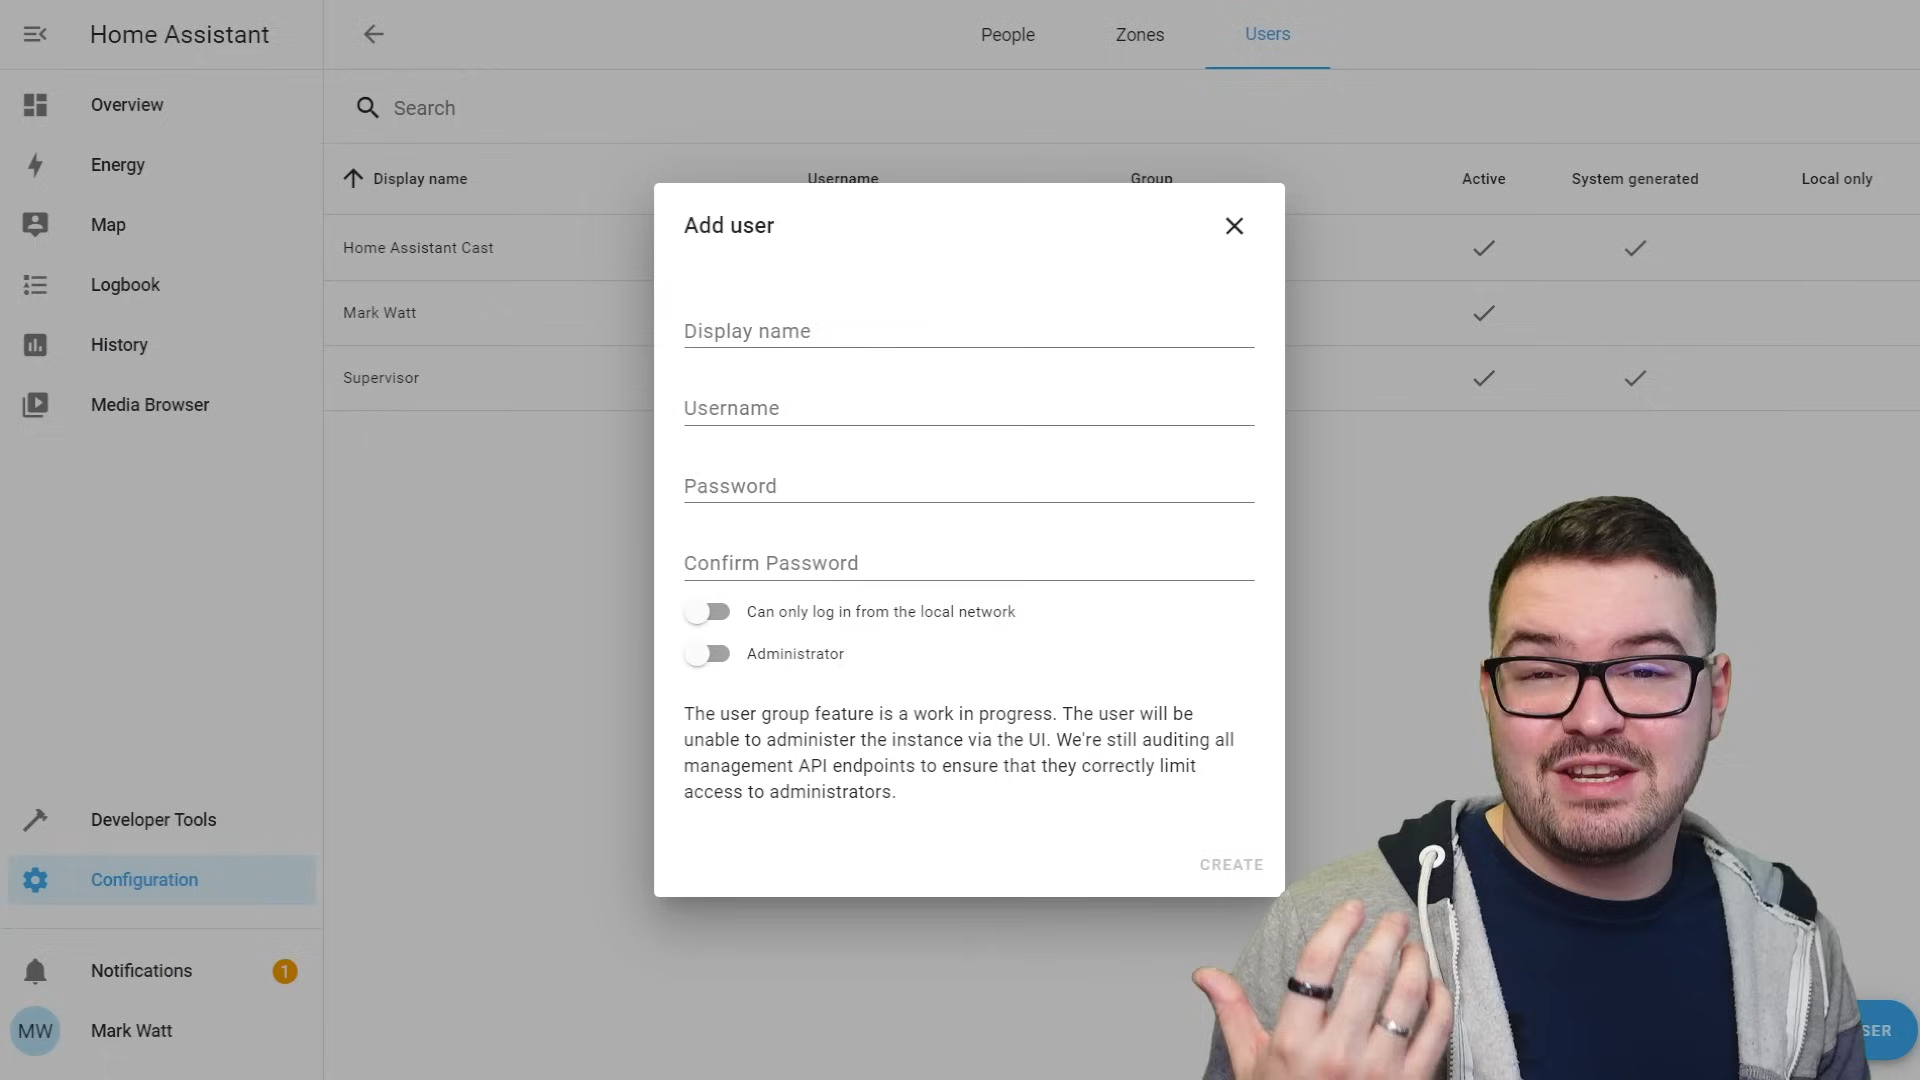 Home Assistant
People
Zones
Users
Overview
Energy
Map
Logbook
History
Media Browser
Developer Tools
Configuration
Notifications
1
MW
Mark Watt
Search
Display name
Username
Group
Active
System generated
Local only
Home Assistant Cast
Mark Watt
Supervisor
Add user
Display name
Username
Password
Confirm Password
Can only log in from the local network
Administrator
The user group feature is a work in progress. The user will be
unable to administer the instance via the UI. We're still auditing all
management API endpoints to ensure that they correctly limit
access to administrators.
CREATE
SER